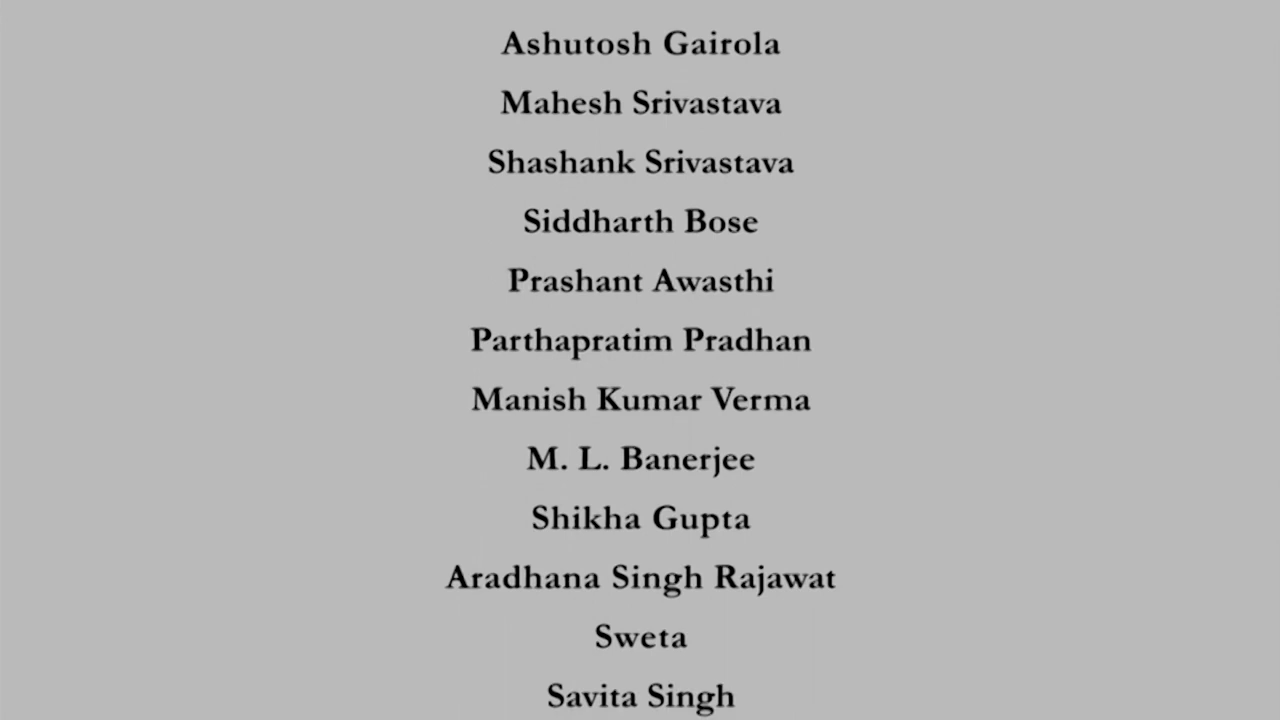 Ashutosh Gairola
Mahesh Srivastava
Shashank Srivastava
Siddharth Bose
Prashant Awasthi
Parthapratim Pradhan
Manish Kumar Verma
M. L. Banerjee
Shikha Gupta
Aradhana Singh Rajawat
Sweta
Savita Singh